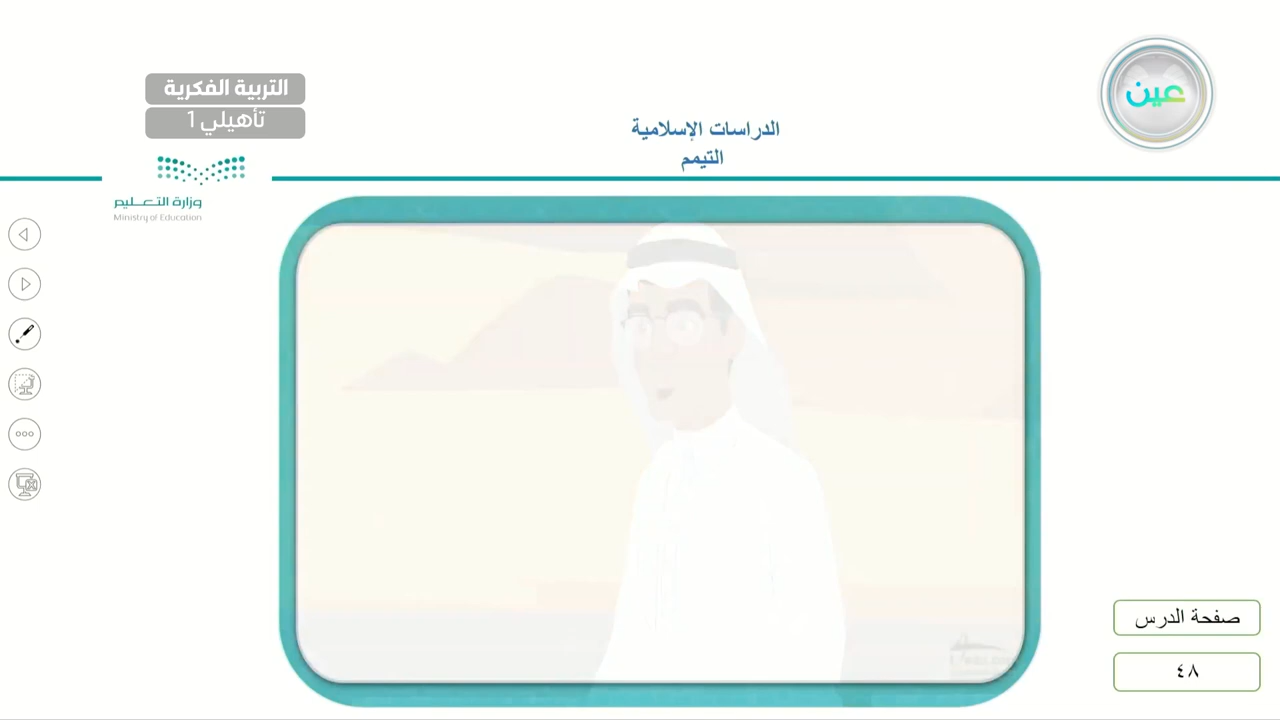 التربية الفكرية
تأهيلي 1
عين
الدراسات الإسلامية
التيمم
وزارة التعليم
Ministry of Education
صفحة الدرس
٤٨